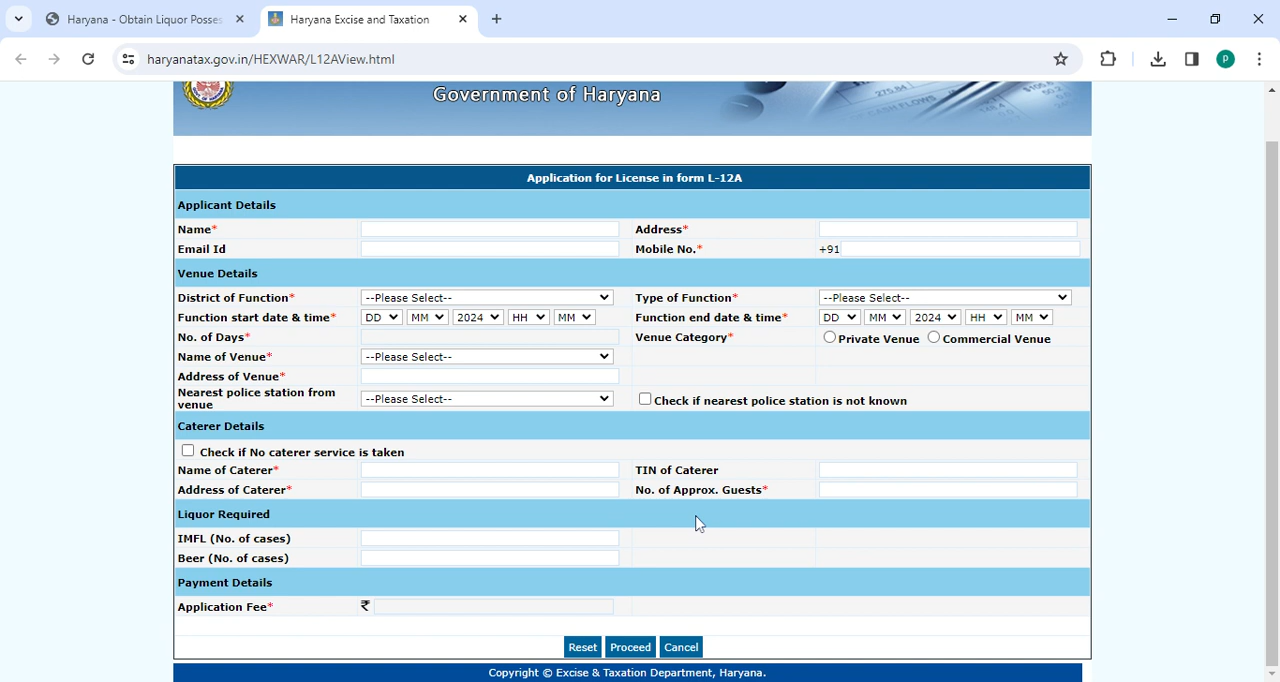 Haryana - Obtain Liquor Posses
Haryana Excise and Taxation
haryanatax.gov.in/HEXWAR/L12AView.html
P
Government of Haryana
Application for License in form L-12A
Applicant Details
Name* Address*
Email Id Mobile No.* +91
Venue Details
District of Function* --Please Select-- Type of Function* --Please Select--
Function start date & time* DD MM 2024 HH MM Function end date & time* DD MM 2024 HH MM
No. of Days* Venue Category* Private Venue Commercial Venue
Name of Venue* --Please Select--
Address of Venue*
Nearest police station from venue --Please Select-- Check if nearest police station is not known
Caterer Details
Check if No caterer service is taken
Name of Caterer* TIN of Caterer
Address of Caterer* No. of Approx. Guests*
Liquor Required
IMFL (No. of cases)
Beer (No. of cases)
Payment Details
Application Fee* ₹
Reset Proceed Cancel
Copyright © Excise & Taxation Department, Haryana.